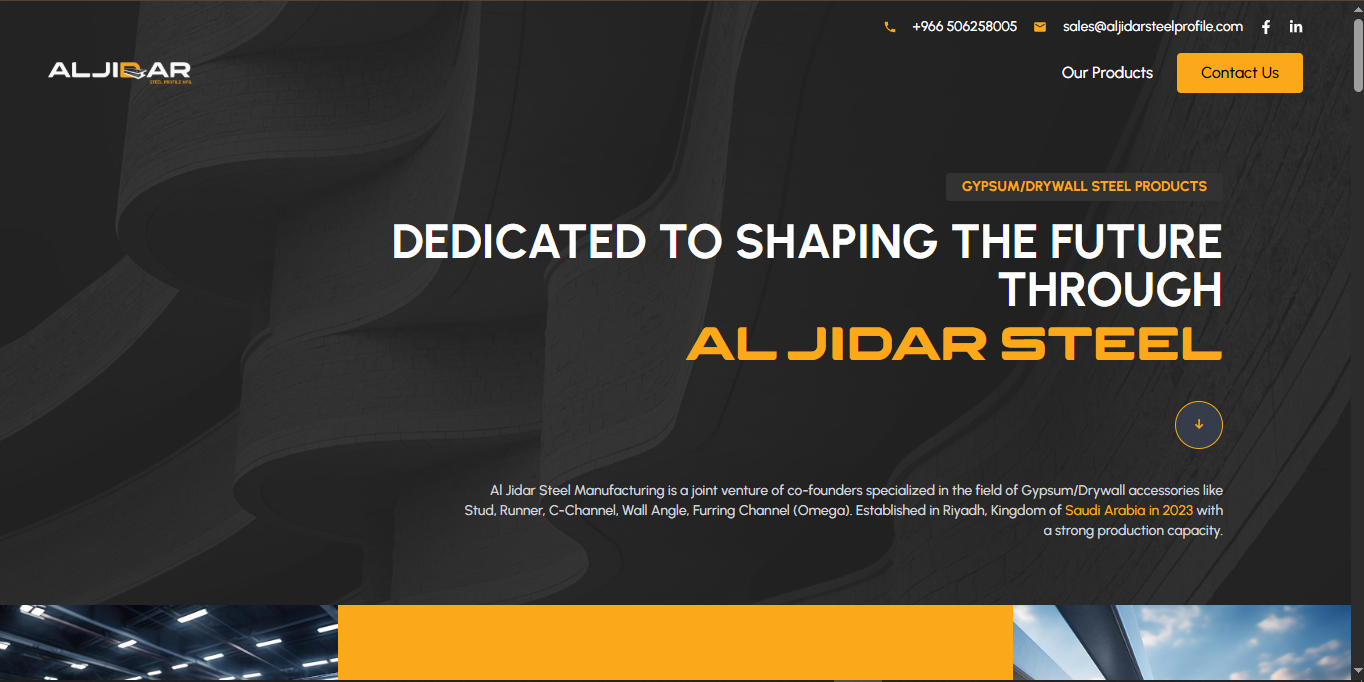 +966 506258005
sales@aljidarsteelprofile.com
ALJIDAR
STEEL PROFILE MFG.
Our Products
Contact Us
GYPSUM/DRYWALL STEEL PRODUCTS
DEDICATED TO SHAPING THE FUTURE
THROUGH
AL JIDAR STEEL
Al Jidar Steel Manufacturing is a joint venture of co-founders specialized in the field of Gypsum/Drywall accessories like
Stud, Runner, C-Channel, Wall Angle, Furring Channel (Omega). Established in Riyadh, Kingdom of Saudi Arabia in 2023 with
a strong production capacity.